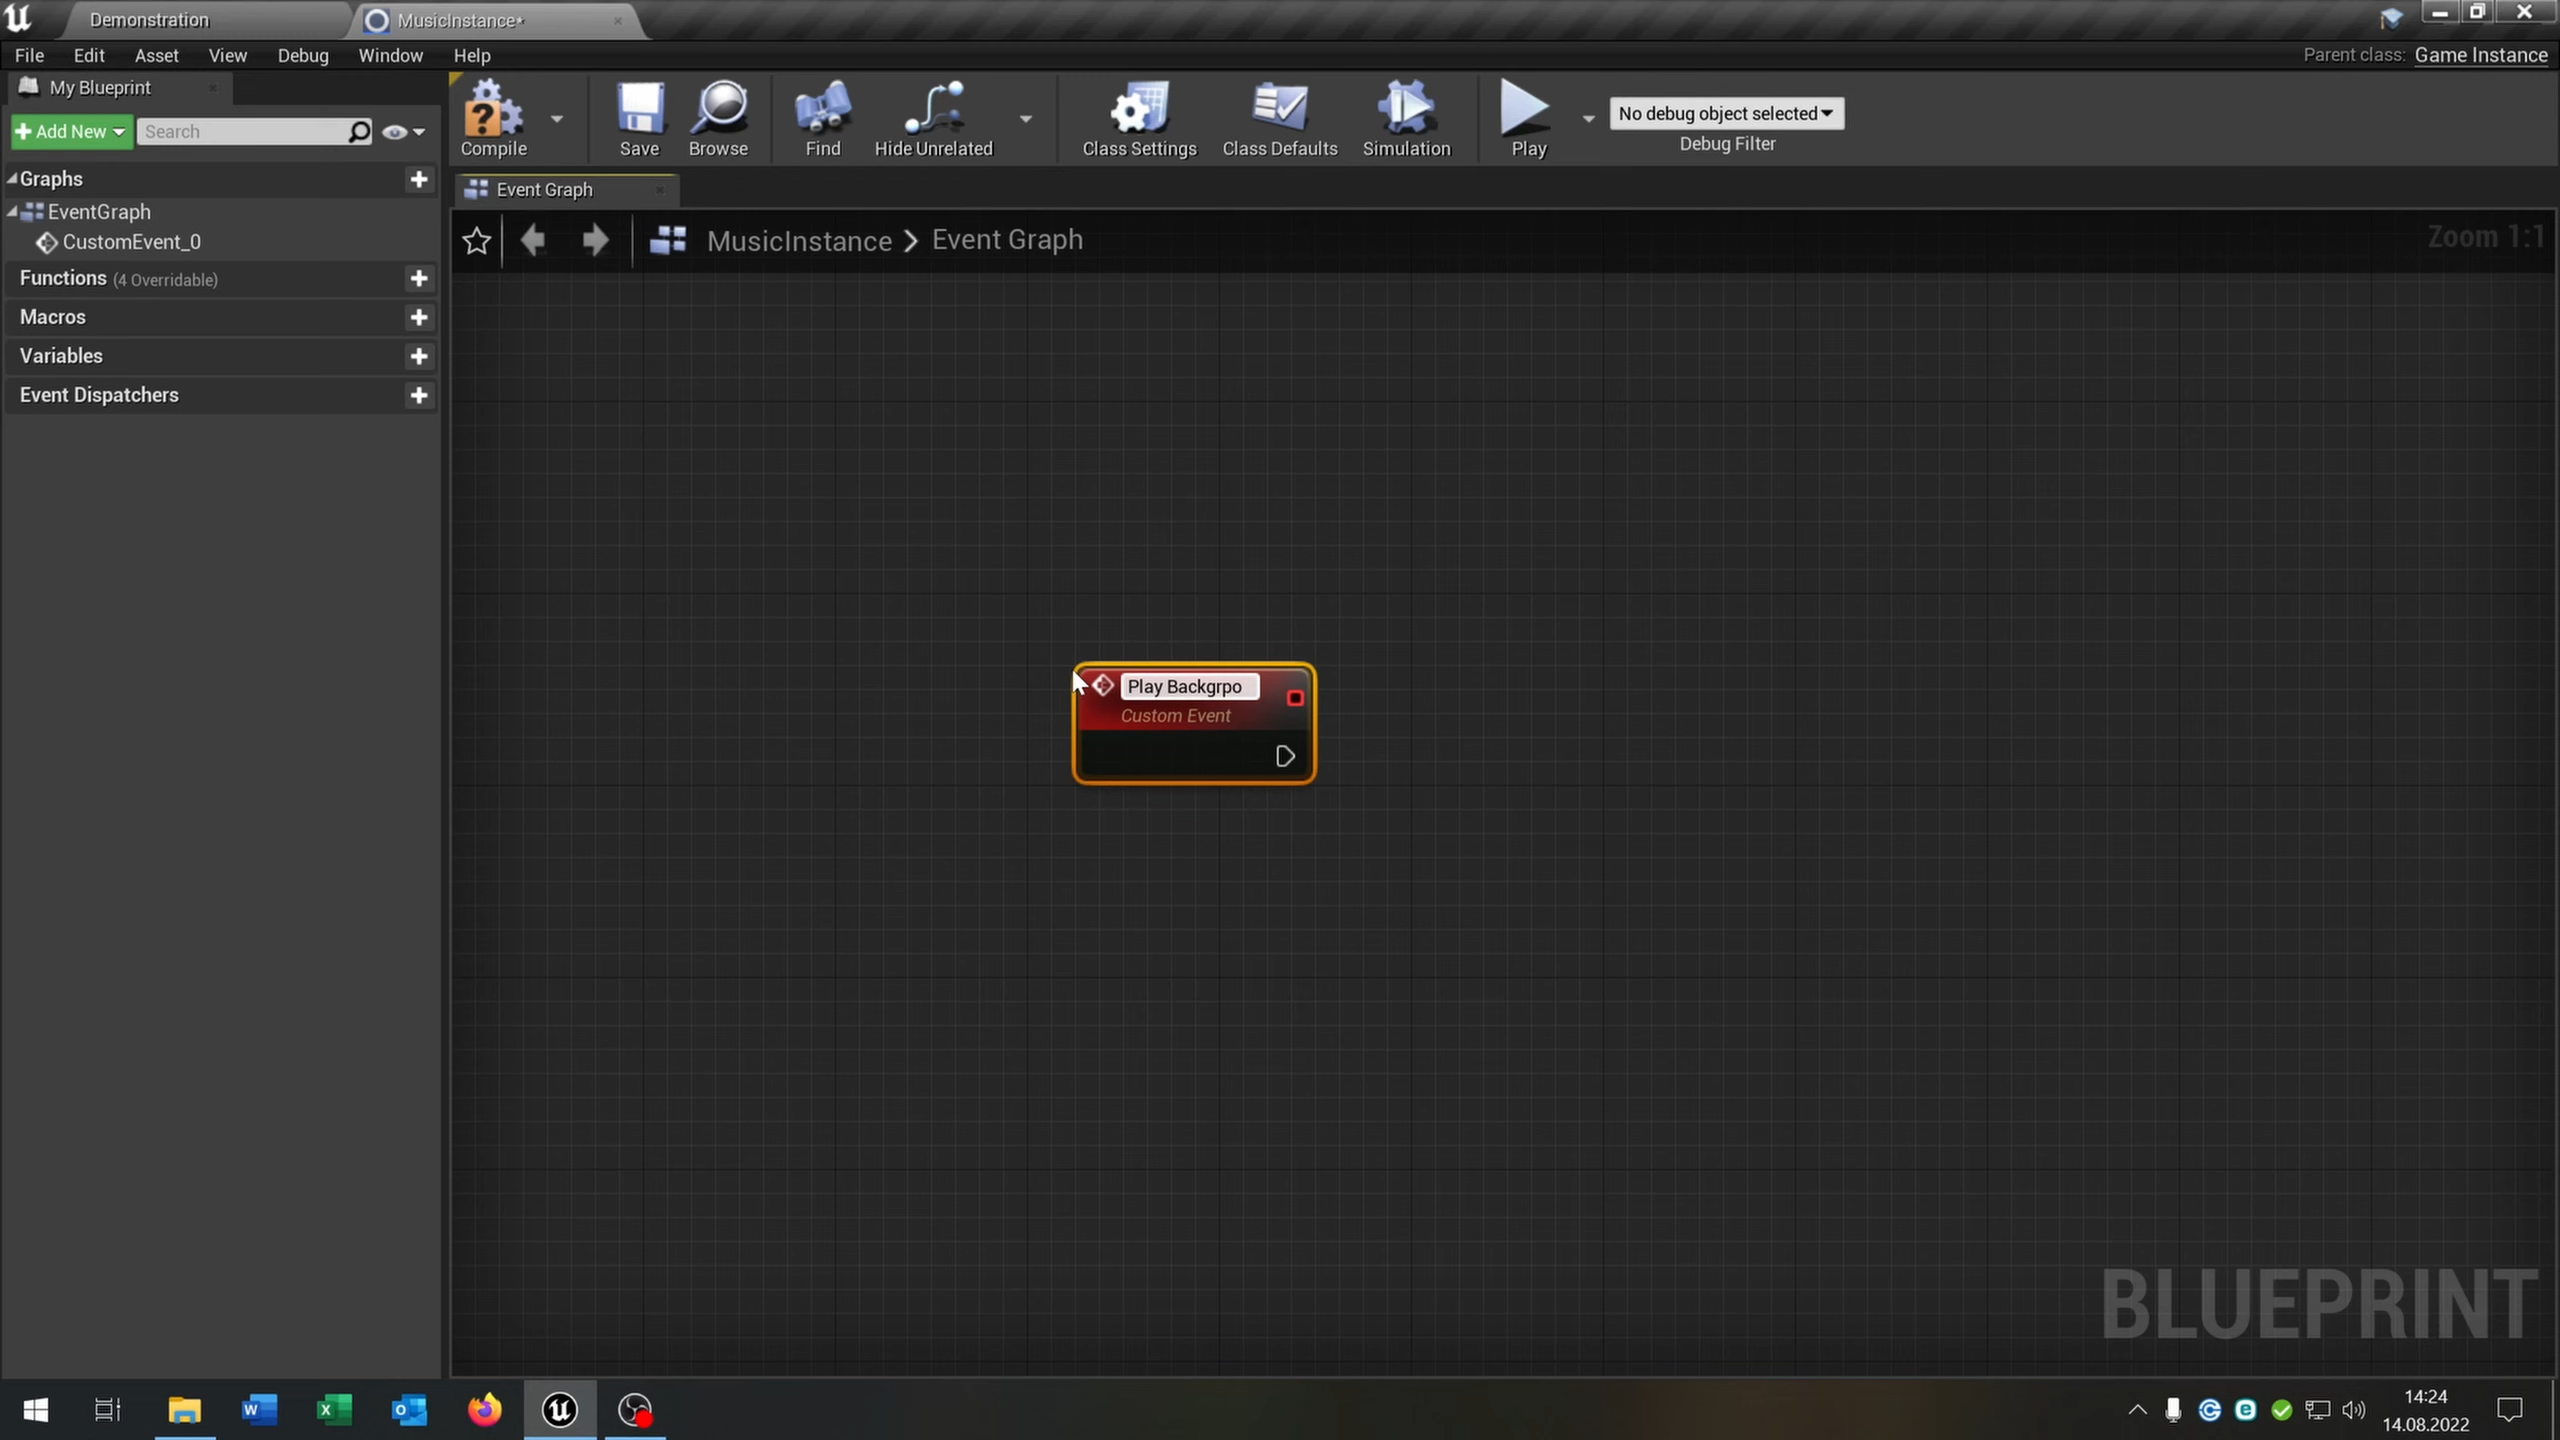 Demonstration
MusicInstance*
File Edit Asset View Debug Window Help
Parent class: Game Instance
My Blueprint
Add New
Search
Compile
Save
Browse
Find
Hide Unrelated
Class Settings
Class Defaults
Simulation
Play
No debug object selected
Debug Filter
Graphs
EventGraph
CustomEvent_0
Functions (4 Overridable)
Macros
Variables
Event Dispatchers
Event Graph
MusicInstance > Event Graph
Zoom 1:1
Play Backgrpo
Custom Event
BLUEPRINT
14:24
14.08.2022